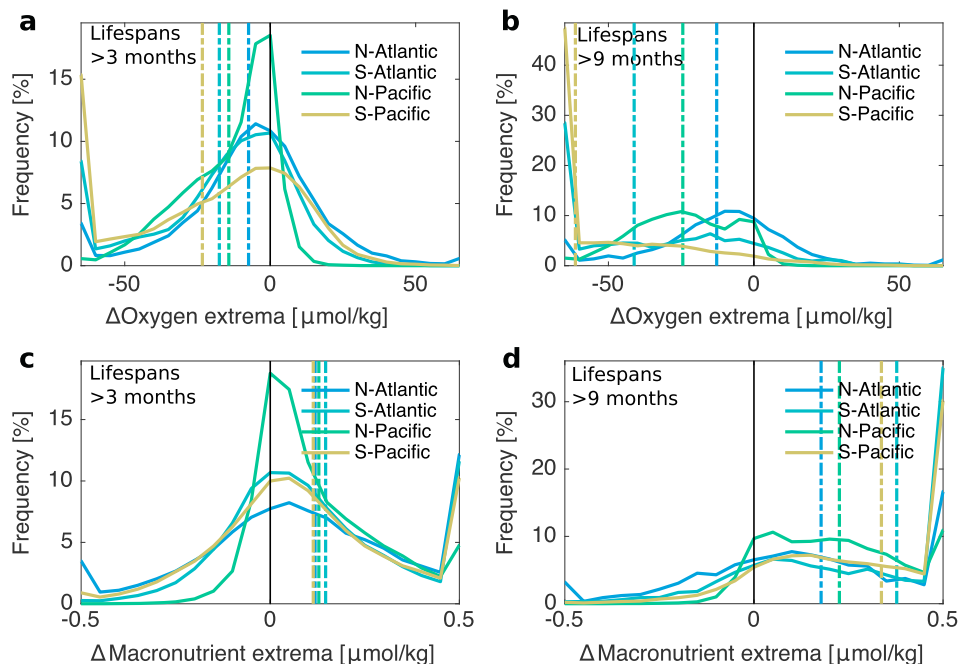 a
Lifespans
>3 months
N-Atlantic
S-Atlantic
N-Pacific
S-Pacific
Frequency [%]
15
10
5
0
-50
0
50
ΔOxygen extrema [μmol/kg]
b
Lifespans
>9 months
N-Atlantic
S-Atlantic
N-Pacific
S-Pacific
Frequency [%]
40
30
20
10
0
-50
0
50
ΔOxygen extrema [μmol/kg]
c
Lifespans
>3 months
N-Atlantic
S-Atlantic
N-Pacific
S-Pacific
Frequency [%]
15
10
5
0
-0.5
0
0.5
Δ Macronutrient extrema [μmol/kg]
d
Lifespans
>9 months
N-Atlantic
S-Atlantic
N-Pacific
S-Pacific
Frequency [%]
30
20
10
0
-0.5
0
0.5
Δ Macronutrient extrema [μmol/kg]